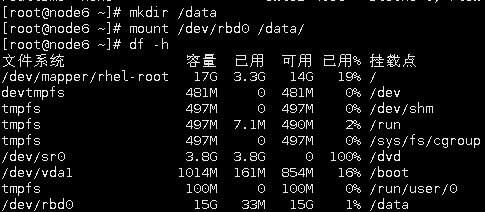 [root@node6 ~]# mkdir /data
[root@node6 ~]# mount /dev/rbd0 /data/
[root@node6 ~]# df -h
文件系统 容量 已用 可用 已用% 挂载点
/dev/mapper/rhel-root 17G 3.3G 14G 19% /
devtmpfs 481M 0 481M 0% /dev
tmpfs 497M 0 497M 0% /dev/shm
tmpfs 497M 7.1M 490M 2% /run
tmpfs 497M 0 497M 0% /sys/fs/cgroup
/dev/sr0 3.8G 3.8G 0 100% /dvd
/dev/vda1 1014M 161M 854M 16% /boot
tmpfs 100M 0 100M 0% /run/user/0
/dev/rbd0 15G 33M 15G 1% /data